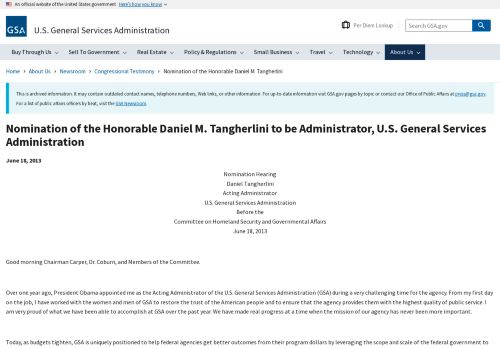 An official website of the United States government Here's how you know
GSA U.S. General Services Administration
Per Diem Lookup
Search GSA.gov
Buy Through Us Sell To Government Real Estate Policy & Regulations Small Business Travel Technology About Us
Home › About Us › Newsroom › Congressional Testimony › Nomination of the Honorable Daniel M. Tangherlini
This is archived information. It may contain outdated contact names, telephone numbers, Web links, or other information. For up-to-date information visit GSA.gov pages by topic or contact our Office of Public Affairs at press@gsa.gov.
For a list of public affairs officers by beat, visit the GSA Newsroom.
Nomination of the Honorable Daniel M. Tangherlini to be Administrator, U.S. General Services
Administration
June 18, 2013
Nomination Hearing
Daniel Tangherlini
Acting Administrator
U.S. General Services Administration
Before the
Committee on Homeland Security and Governmental Affairs
June 18, 2013
Good morning Chairman Carper, Dr. Coburn, and Members of the Committee.
Over one year ago, President Obama appointed me as the Acting Administrator of the U.S. General Services Administration (GSA) during a very challenging time for the agency. From my first day
on the job, I have worked with the women and men of GSA to restore the trust of the American people and to ensure that the agency provides them with the highest quality of public service. I
am very proud of what we have been able to accomplish at GSA over the past year. We have made real progress at a time when the mission of our agency has never been more important.
Today, as budgets tighten, GSA is uniquely positioned to help federal agencies get better outcomes from their program dollars by leveraging the scope and scale of the federal government to